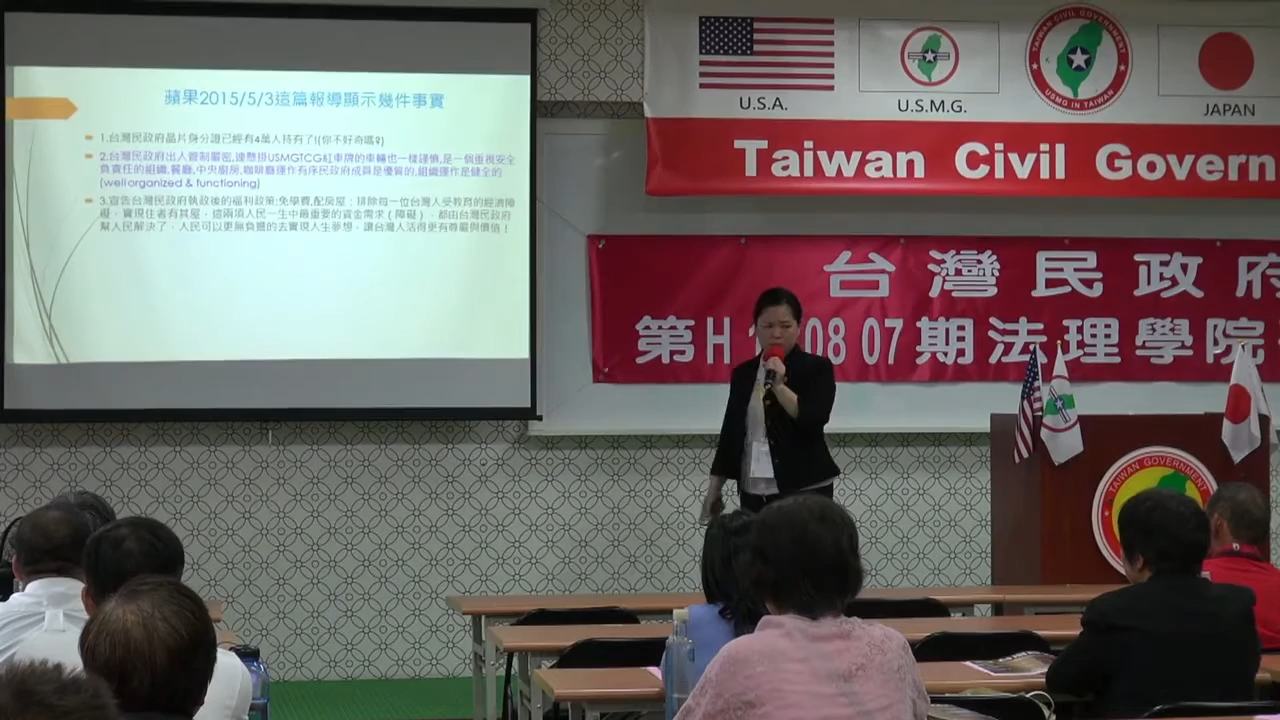 蘋果2015/5/3這篇報導顯示幾件事實
1.台灣民政府晶片身分證已經有4萬人持有了!(你不好奇嗎?)
2.台灣民政府出入管制嚴密,連懸掛USMGTCG紅車牌的車輛也一樣謹慎,是一個重視安全
負責任的組織.餐廳,中央廚房,咖啡廳運作有序民政府成員是優質的,組織運作是健全的
(well organized & functioning)
3.宣告台灣民政府執政後的福利政策:免學費,配房屋；排除每一位台灣人受教育的經濟障
礙，實現住者有其屋，這兩項人民一生中最重要的資金需求（障礙），都由台灣民政府
幫人民解決了，人民可以更無負擔的去實現人生夢想，讓台灣人活得更有尊嚴與價值！
U.S.A.
U.S.M.G.
TAIWAN CIVIL GOVERNMENT
USMG IN TAIWAN
JAPAN
Taiwan Civil Governm
台灣民政府
第H 08 07期法理學院
TAIWAN GOVERNMENT